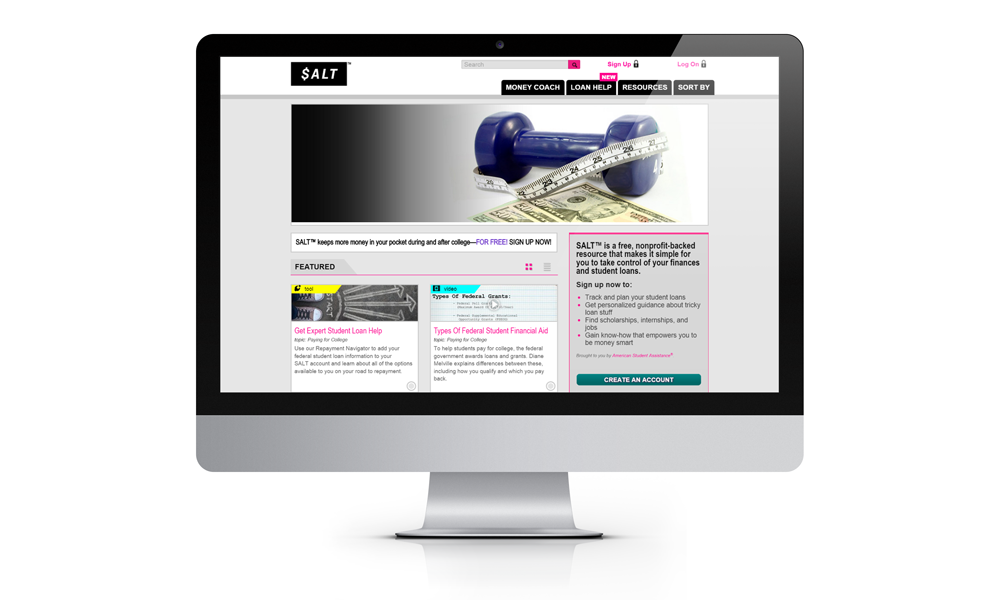 $ALT™
Search
Sign Up
Log On
NEW
MONEY COACH
LOAN HELP
RESOURCES
SORT BY
20
22
23
24
25
26
27
SALT™ keeps more money in your pocket during and after college—FOR FREE! SIGN UP NOW!
FEATURED
tool
Get Expert Student Loan Help
topic: Paying for College
Use our Repayment Navigator to add your
federal student loan information to your
SALT account and learn about all of the options
available to you on your road to repayment.
video
Types Of Federal Grants:
Types Of Federal Student Financial Aid
topic: Paying for College
To help students pay for college, the federal
government awards loans and grants. Diane
Melville explains differences between these,
including how you qualify and which you pay
back.
SALT™ is a free, nonprofit-backed
resource that makes it simple for
you to take control of your finances
and student loans.
Sign up now to:
• Track and plan your student loans
• Get personalized guidance about tricky
loan stuff
• Find scholarships, internships, and
jobs
• Gain know-how that empowers you to
be money smart
Brought to you by American Student Assistance®
CREATE AN ACCOUNT